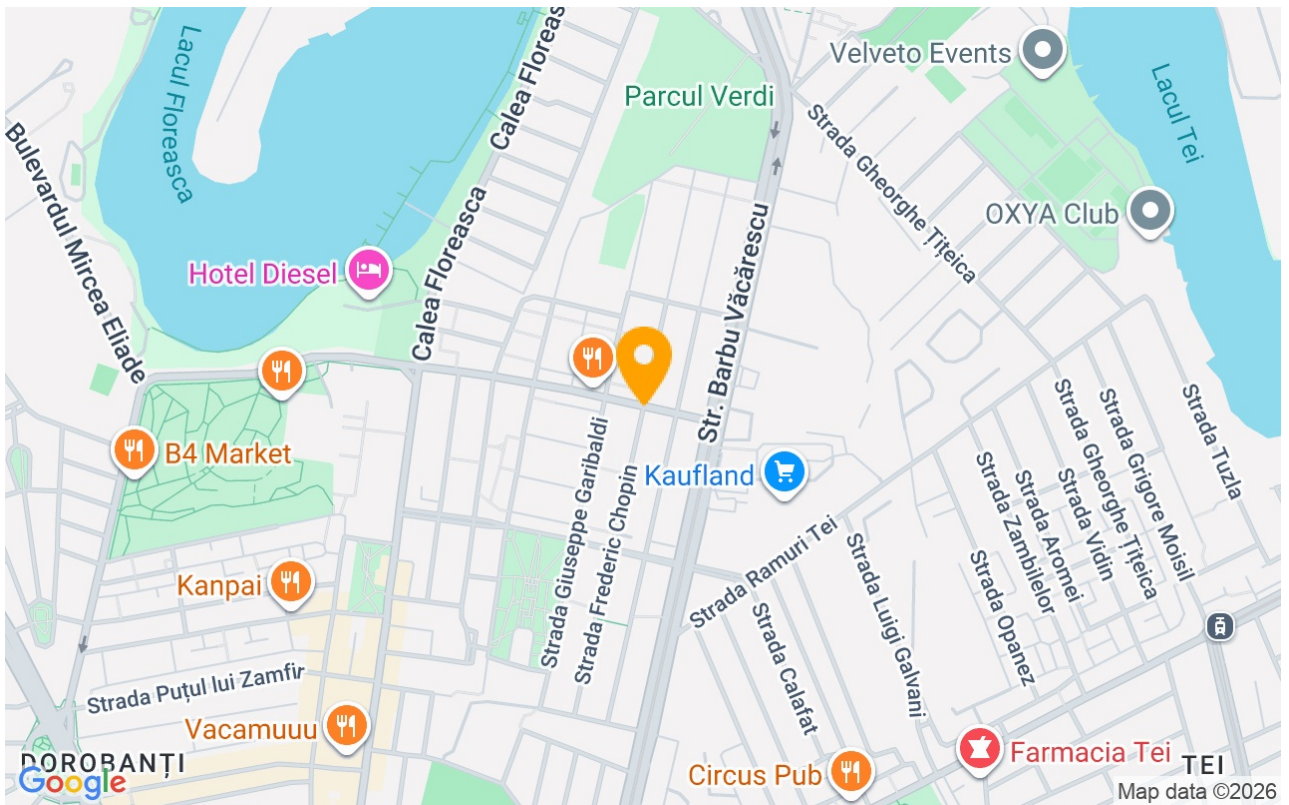 Lacul Floreasca
Calea Floreas
Velveto Events
Parcul Verdi
Lacul Tei
Bulevardul Mircea Eliade
Strada Gheorghe Țițeica
Calea Floreasca
OXYA Club
Hotel Diesel
Str. Barbu Văcărescu
B4 Market
Kaufland
Strada Giuseppe Garibaldi
Strada Frederic Chopin
Strada Gheorghe Țițeica
Strada Grigore Moisil
Strada Tuzla
Strada Zambilelor
Strada Aromei
Strada Vidin
Strada Ramuri Tei
Strada Luigi Galvani
Strada Opanez
Kanpai
Strada Calafat
Strada Puțul lui Zamfir
Vacamuuu
DOROBANȚI
Google
Circus Pub
Farmacia Tei
TEI
Map data ©2026